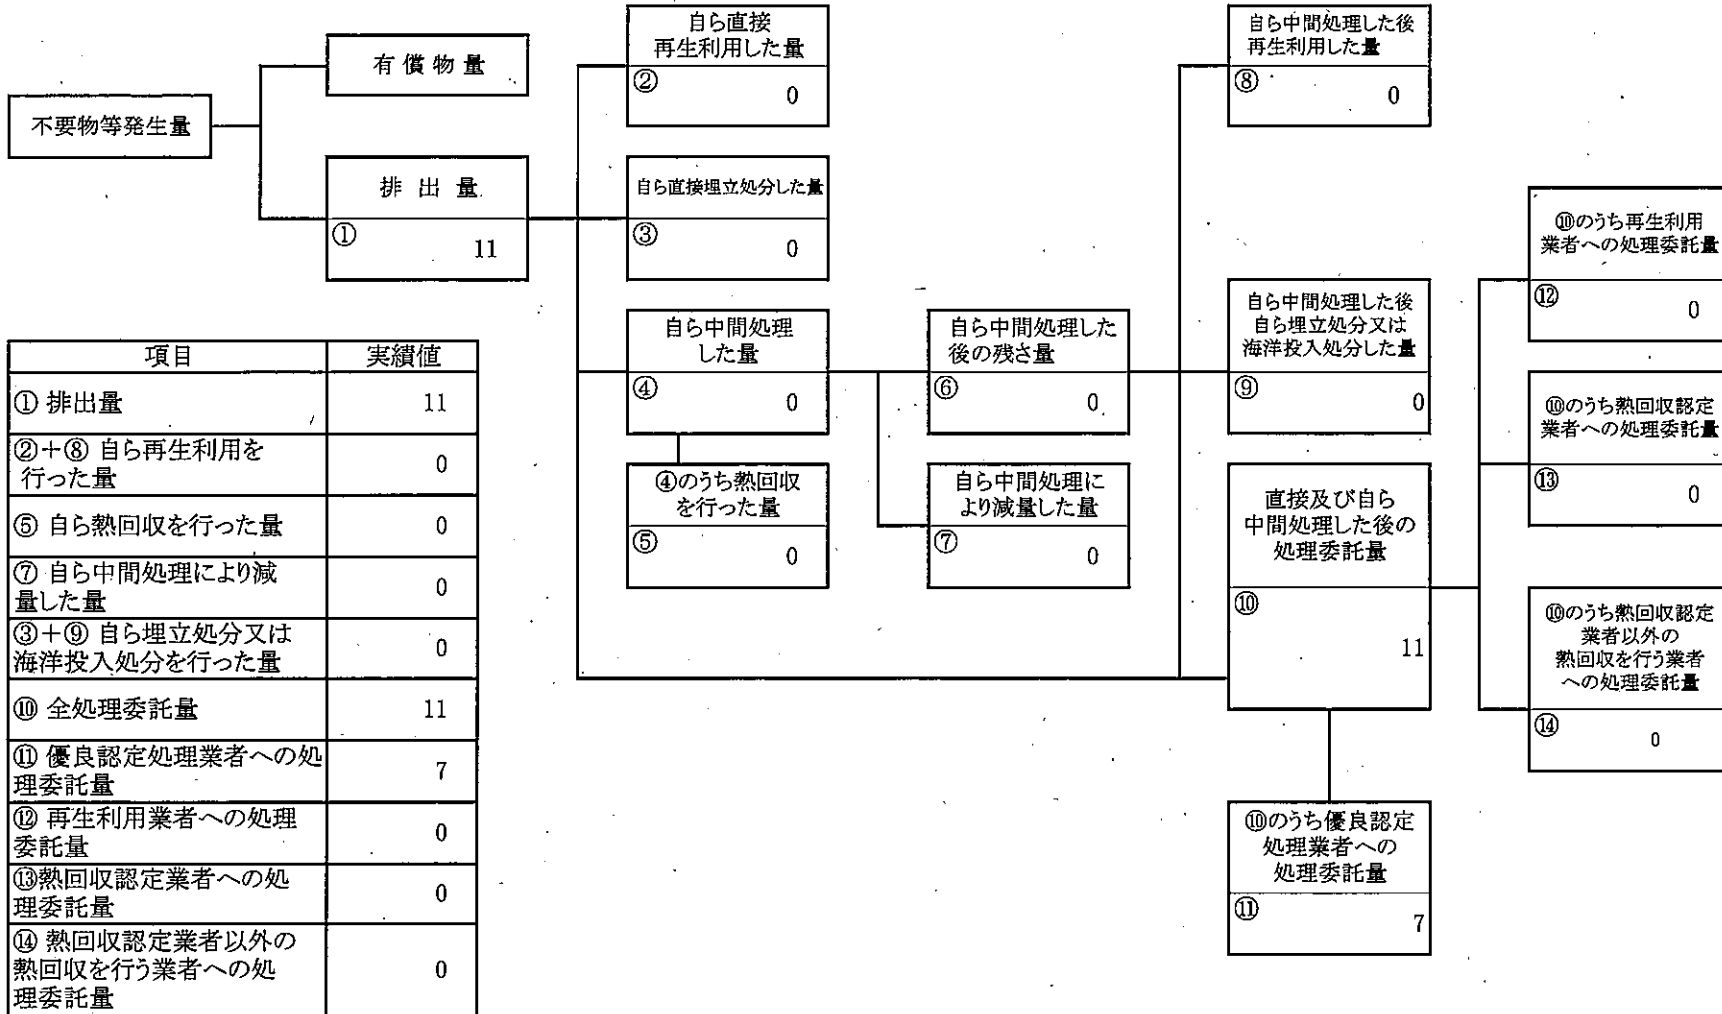 不要物等発生量
有償物量
排出量
①
11
自ら直接
再生利用した量
②
0
自ら直接埋立処分した量
③
0
自ら中間処理
した量
④
0
④のうち熱回収
を行った量
⑤
0
自ら中間処理した
後の残さ量
⑥
0
自ら中間処理に
より減量した量
⑦
0
自ら中間処理した後
再生利用した量
⑧
0
自ら中間処理した後
自ら埋立処分又は
海洋投入処分した量
⑨
0
直接及び自ら
中間処理した後の
処理委託量
⑩
11
⑩のうち優良認定
処理業者への
処理委託量
⑪
7
⑩のうち再生利用
業者への処理委託量
⑫
0
⑩のうち熱回収認定
業者への処理委託量
⑬
0
⑩のうち熱回収認定
業者以外の
熱回収を行う業者
への処理委託量
⑭
0
項目 実績値
① 排出量 11
②+⑧ 自ら再生利用を
行った量 0
⑤ 自ら熱回収を行った量 0
⑦ 自ら中間処理により減
量した量 0
③+⑨ 自ら埋立処分又は
海洋投入処分を行った量 0
⑩ 全処理委託量 11
⑪ 優良認定処理業者への処
理委託量 7
⑫ 再生利用業者への処理
委託量 0
⑬熱回収認定業者への処
理委託量 0
⑭ 熱回収認定業者以外の
熱回収を行う業者への処
理委託量 0